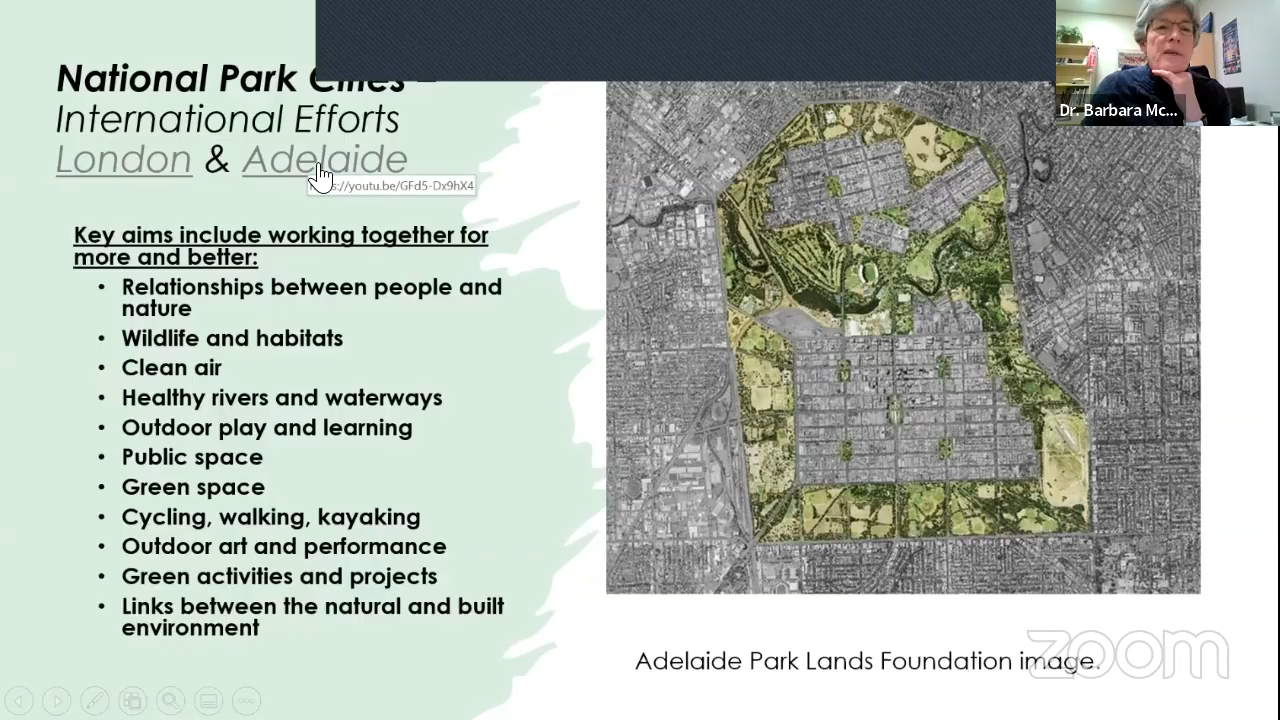 National Park Cities
International Efforts
London & Adelaide
://youtu.be/GFd5-Dx9hX4
Key aims include working together for
more and better:
• Relationships between people and
nature
• Wildlife and habitats
• Clean air
• Healthy rivers and waterways
• Outdoor play and learning
• Public space
• Green space
• Cycling, walking, kayaking
• Outdoor art and performance
• Green activities and projects
• Links between the natural and built
environment
Adelaide Park Lands Foundation image.
Dr. Barbara Mc...
zoom